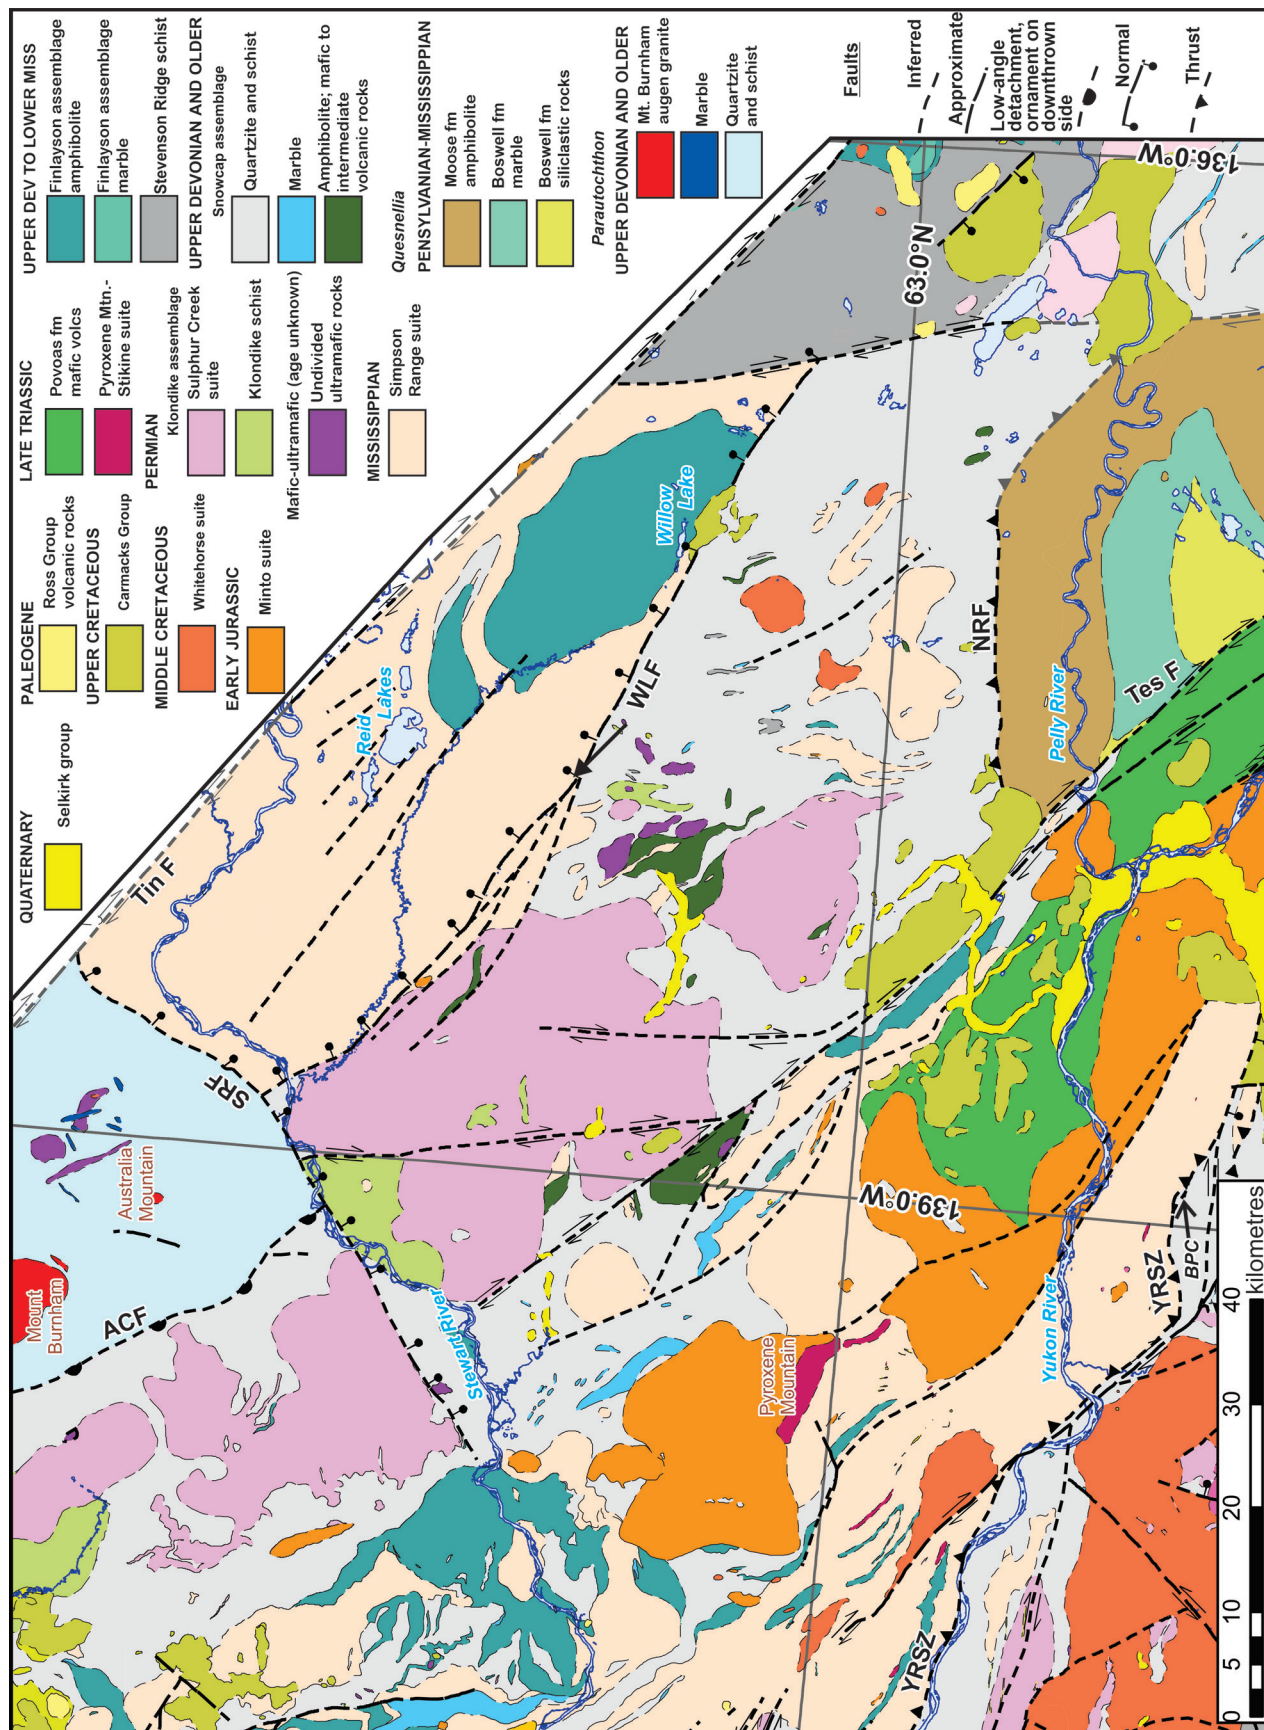 QUATERNARY
Selkirk group
PALEOGENE
Ross Group
volcanic rocks
UPPER CRETACEOUS
Carmacks Group
MIDDLE CRETACEOUS
Whitehorse suite
EARLY JURASSIC
Minto suite
LATE TRIASSIC
Povoas fm
mafic volcs
Pyroxene Mtn.-
Stikine suite
PERMIAN
Klondike assemblage
Sulphur Creek
suite
Klondike schist
Mafic-ultramafic (age unknown)
Undivided
ultramafic rocks
MISSISSIPPIAN
Simpson
Range suite
UPPER DEV TO LOWER MISS
Finlayson assemblage
amphibolite
Finlayson assemblage
marble
Stevenson Ridge schist
UPPER DEVONIAN AND OLDER
Snowcap assemblage
Quartzite and schist
Marble
Amphibolite; mafic to
intermediate
volcanic rocks
Quesnellia
PENSYLVANIAN-MISSISSIPPIAN
Moose fm
amphibolite
Boswell fm
marble
Boswell fm
siliclastic rocks
Parautochthon
UPPER DEVONIAN AND OLDER
Mt. Burnham
augen granite
Marble
Quartzite
and schist
Faults
Inferred
Approximate
Low-angle
detachment,
ornament on
downthrown
side
Normal
Thrust
Tin F
Reid
Lakes
Willow
Lake
WLF
SRF
ACF
Mount
Burnham
Australia
Mountain
Stewart River
63.0°N
136.0°W
139.0°W
NRF
Pelly River
Tes F
Pyroxene
Mountain
Yukon River
YRSZ
BPC
YRSZ
0
5
10
20
30
40
kilometres